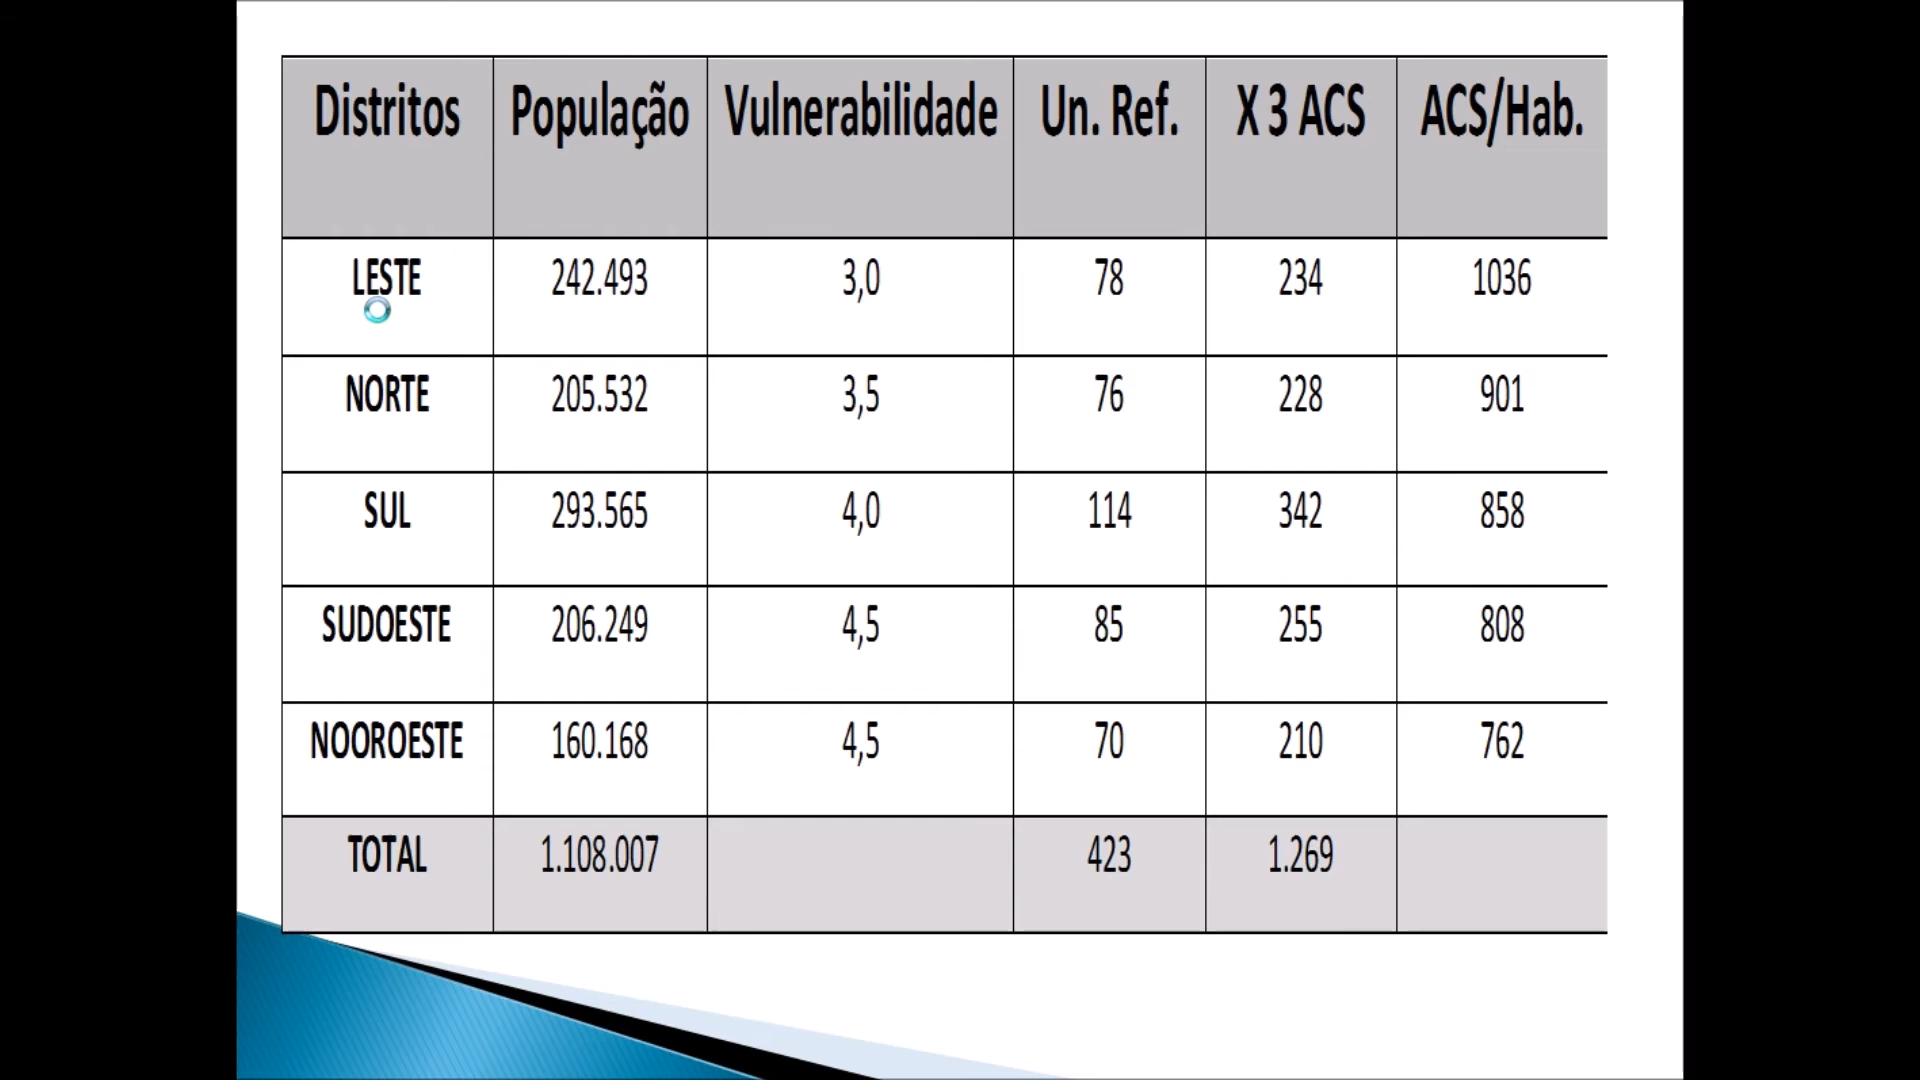 Distritos População Vulnerabilidade Un. Ref. X 3 ACS ACS/Hab.
LESTE 242.493 3,0 78 234 1036
NORTE 205.532 3,5 76 228 901
SUL 293.565 4,0 114 342 858
SUDOESTE 206.249 4,5 85 255 808
NOOROESTE 160.168 4,5 70 210 762
TOTAL 1.108.007 423 1.269